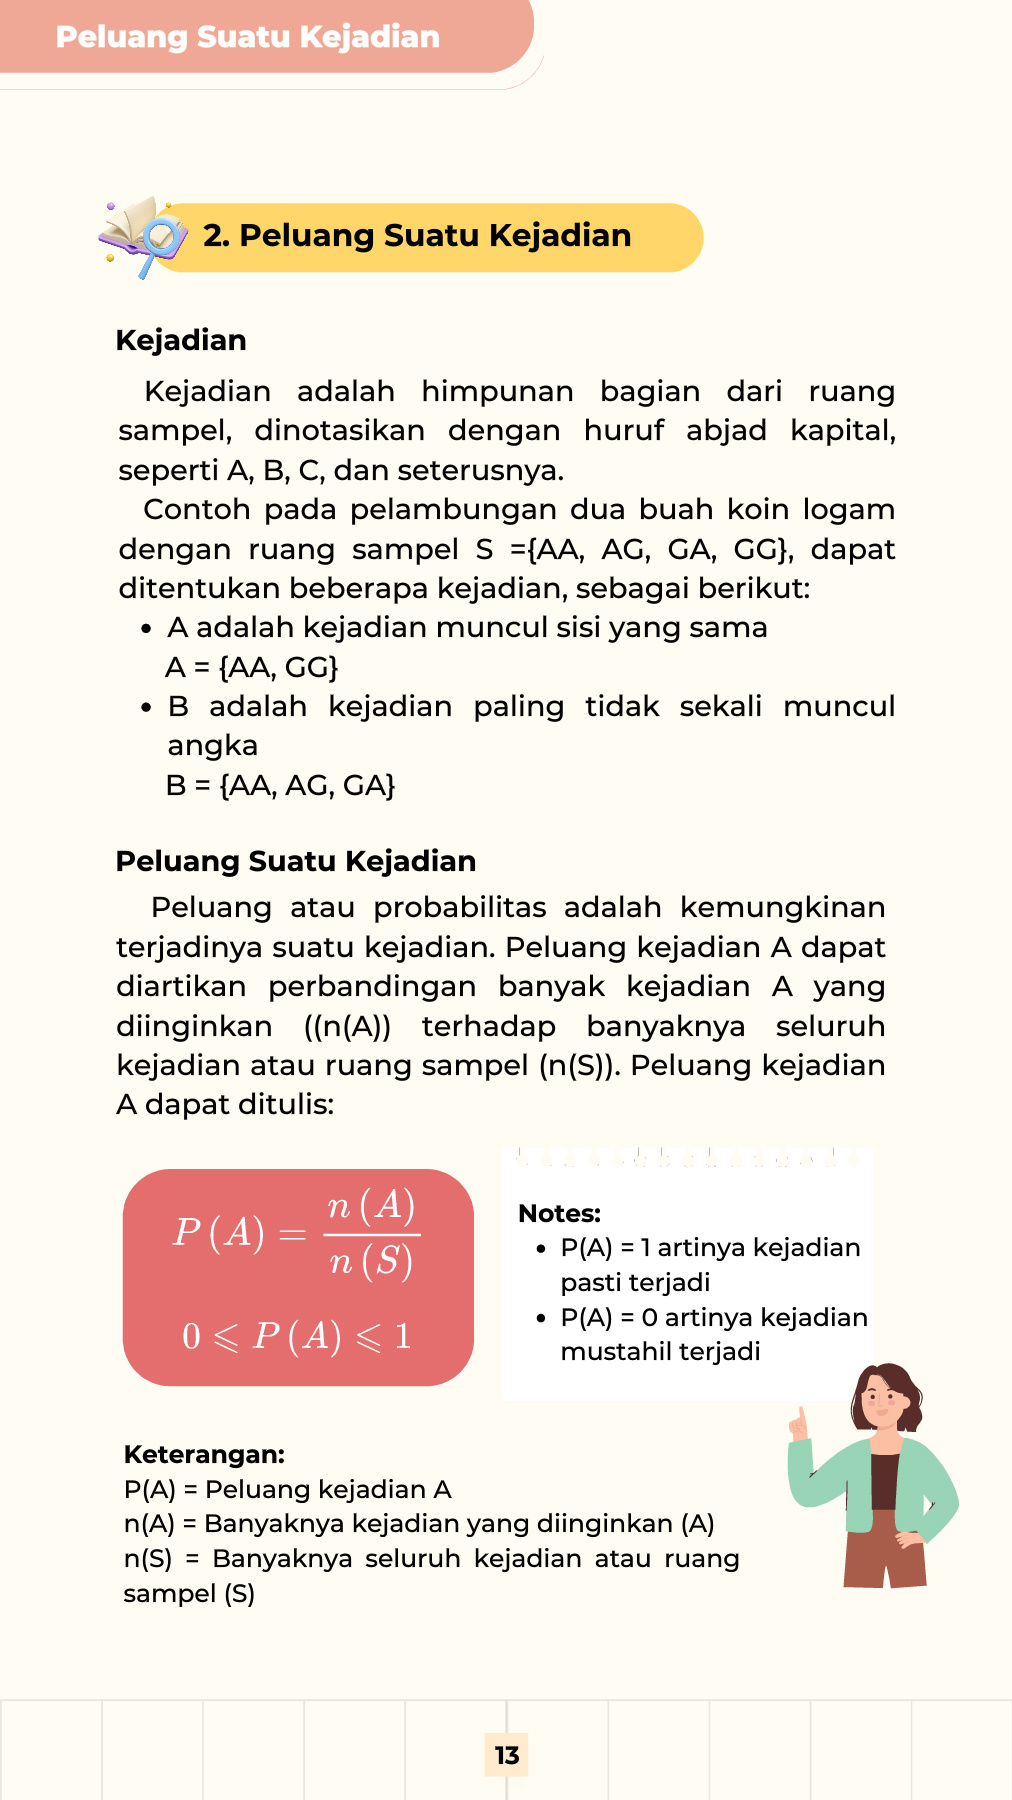 Peluang Suatu Kejadian
2. Peluang Suatu Kejadian
Kejadian
Kejadian adalah himpunan bagian dari ruang
sampel, dinotasikan dengan huruf abjad kapital,
seperti A, B, C, dan seterusnya.
Contoh pada pelambungan dua buah koin logam
dengan ruang sampel S ={AA, AG, GA, GG}, dapat
ditentukan beberapa kejadian, sebagai berikut:
• A adalah kejadian muncul sisi yang sama
A = {AA, GG}
• B adalah kejadian paling tidak sekali muncul
angka
B = {AA, AG, GA}
Peluang Suatu Kejadian
Peluang atau probabilitas adalah kemungkinan
terjadinya suatu kejadian. Peluang kejadian A dapat
diartikan perbandingan banyak kejadian A yang
diinginkan ((n(A)) terhadap banyaknya seluruh
kejadian atau ruang sampel (n(S)). Peluang kejadian
A dapat ditulis:
P (A) = n (A) / n (S)
0 ⩽ P (A) ⩽ 1
Notes:
• P(A) = 1 artinya kejadian
pasti terjadi
• P(A) = 0 artinya kejadian
mustahil terjadi
Keterangan:
P(A) = Peluang kejadian A
n(A) = Banyaknya kejadian yang diinginkan (A)
n(S) = Banyaknya seluruh kejadian atau ruang
sampel (S)
13